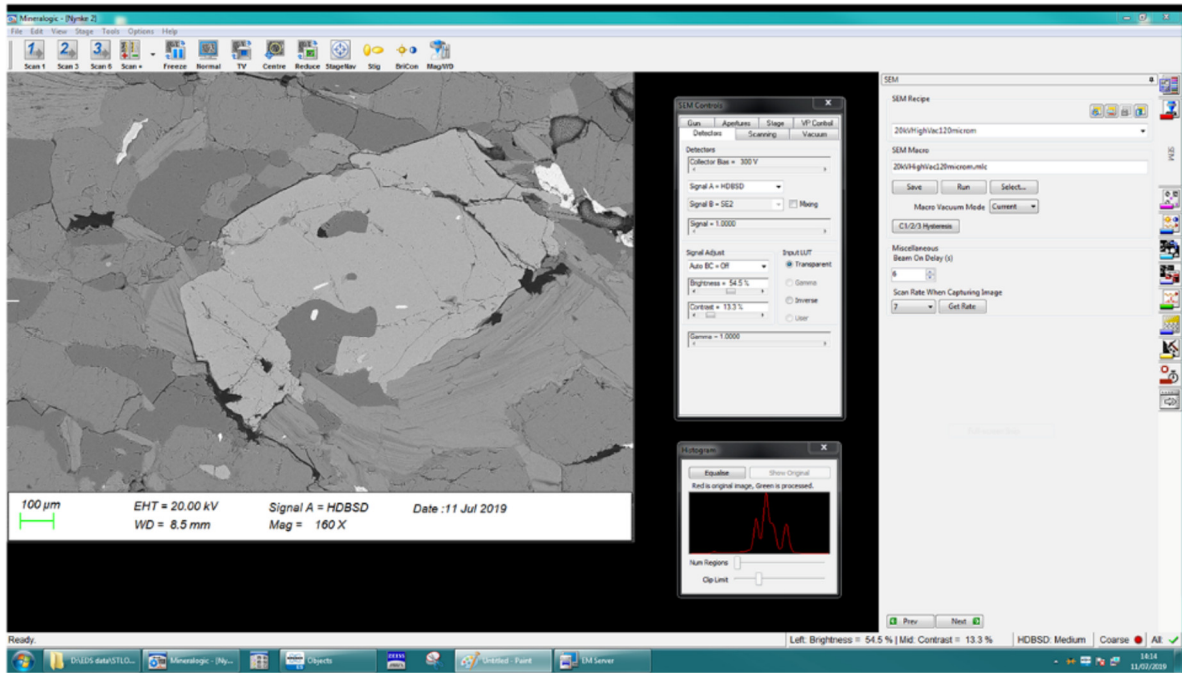 Mineralogic - [Nynke 2]
File Edit View Stage Tools Options Help
Scan 1 Scan 3 Scan 6 Scan + Freeze Normal TV Centre Reduce StageNav Stig BriCon Mag/WD
SEM Controls
Gun Apertures Stage VP Control
Detectors Scanning Vacuum
Detectors
Collector Bias = 300 V
Signal A = HDBSD
Signal B = SE2 Mixing
Signal = 1.0000
Signal Adjust Input LUT
Auto BC = Off Transparent
Brightness = 54.5 % Gamma
Contrast = 13.3 % Inverse
User
Gamma = 1.0000
Histogram
Equalise Show Original
Red is original image, Green is processed.
Num Regions
Clip Limit
SEM
SEM Recipe
20kVHighVac120microm
SEM Macro
20kVHighVac120microm.mlc
Save Run Select...
Macro Vacuum Mode Current
C1/2/3 Hysteresis
Miscellaneous
Beam On Delay (s)
6
Scan Rate When Capturing Image
7 Get Rate
SEM
100 µm EHT = 20.00 kV Signal A = HDBSD Date :11 Jul 2019
WD = 8.5 mm Mag = 160 X
Prev Next
Ready. Left: Brightness = 54.5 % | Mid: Contrast = 13.3 % HDBSD: Medium Coarse All:
D:\EDS data\STLO... Mineralogic - [Ny... Objects Untitled - Paint EM Server
14:14
11/07/2019